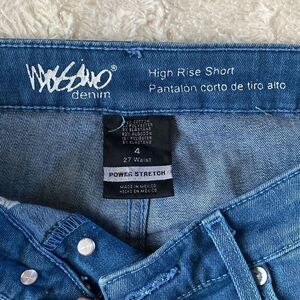 MOSSIMO
denim
High Rise Short
Pantalón corto de tiro alto
4
27 Waist
POWER STRETCH
MADE IN MEXICO
HECHO EN MEXICO